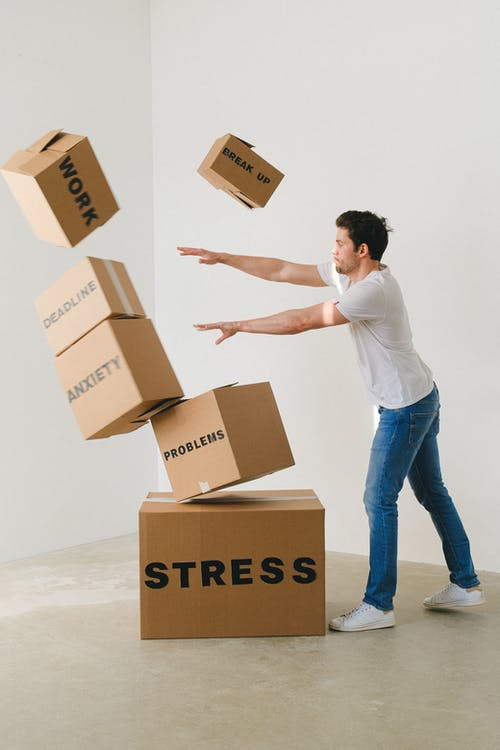 BREAK UP
WORK
DEADLINE
ANXIETY
PROBLEMS
STRESS